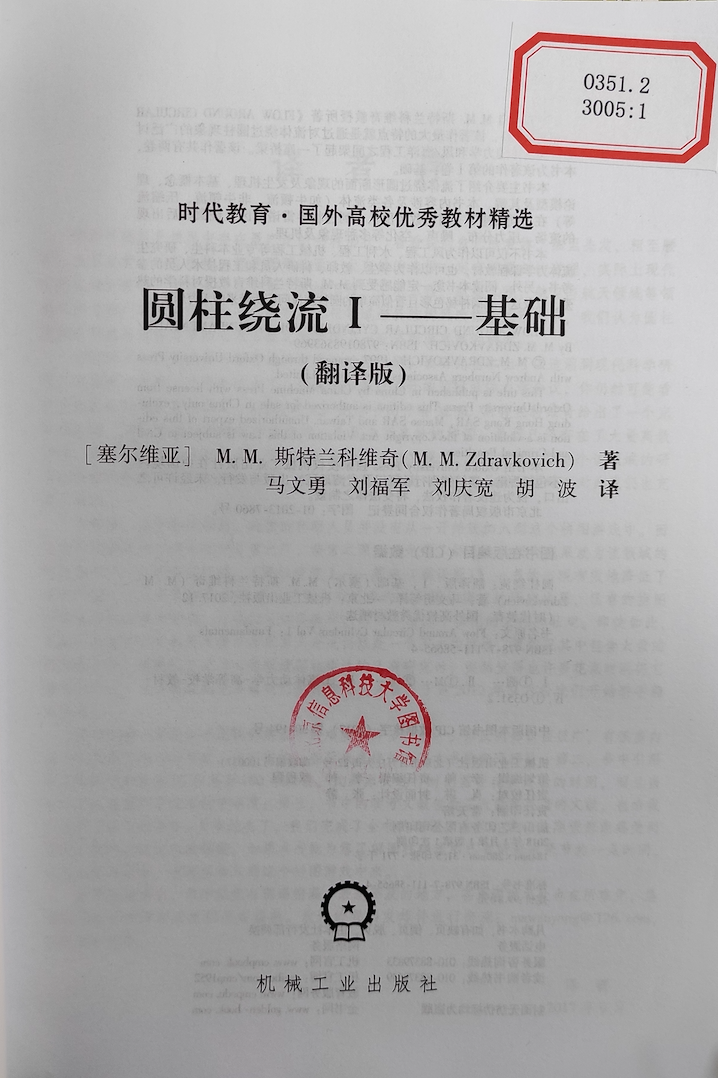 0351.2
3005:1
时代教育·国外高校优秀教材精选
圆柱绕流Ⅰ——基础
(翻译版)
[塞尔维亚] M. M. 斯特兰科维奇(M. M. Zdravkovich) 著
马文勇 刘福军 刘庆宽 胡 波 译
信息科技大学图书馆
机械工业出版社